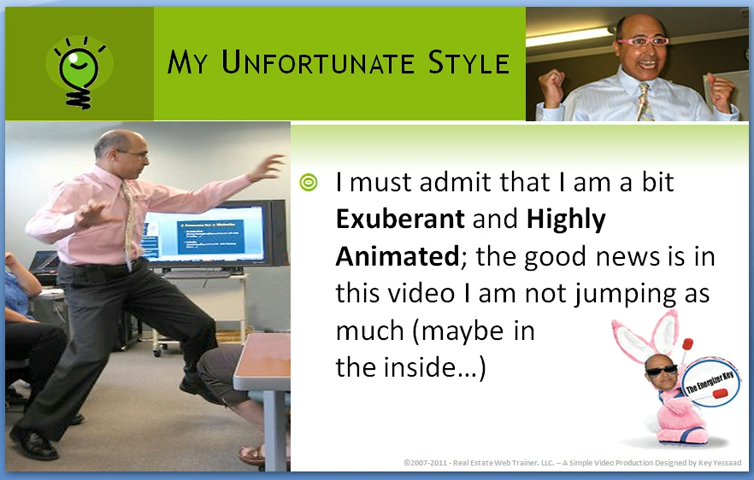 My Unfortunate Style
I must admit that I am a bit
Exuberant and Highly
Animated; the good news is in
this video I am not jumping as
much (maybe in
the inside...)
The Energizer Key
©2007-2011 - Real Estate Web Trainer, LLC. – A Simple Video Production Designed by Key Yessaad